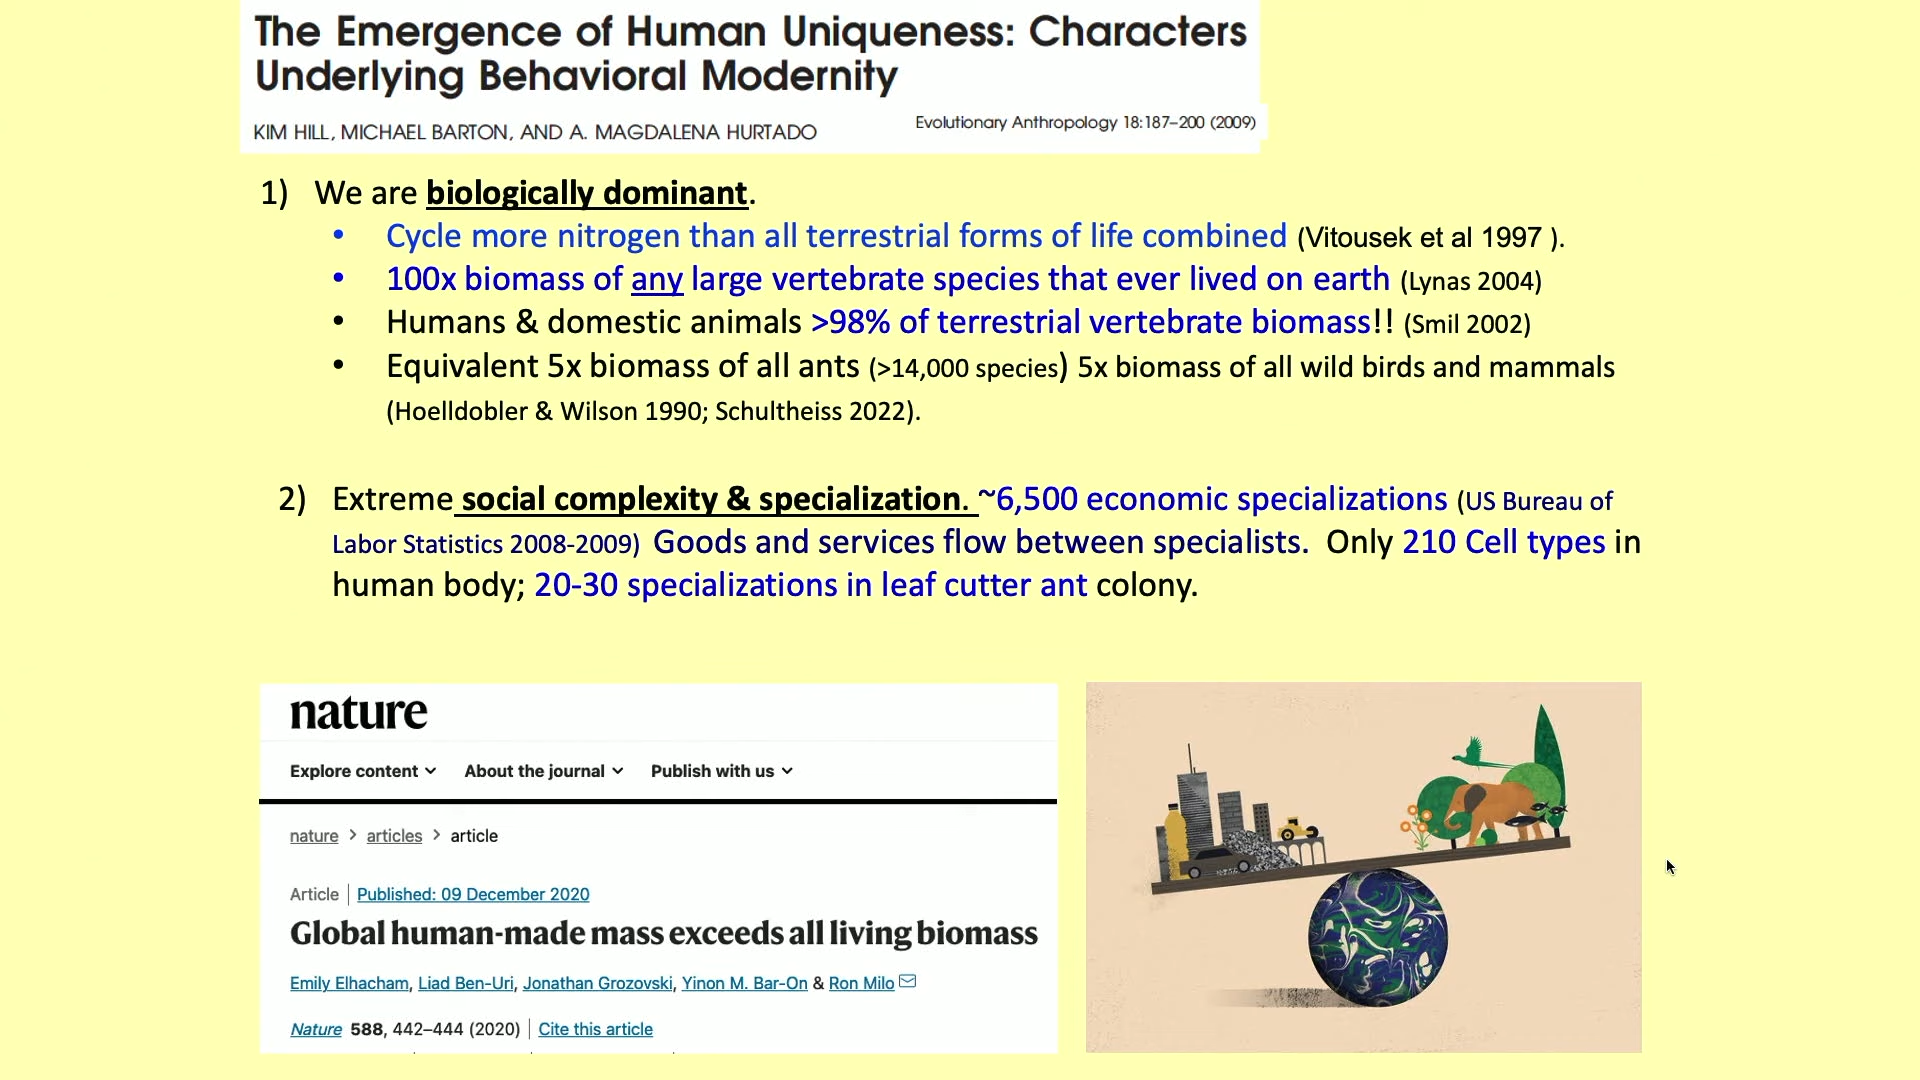 The Emergence of Human Uniqueness: Characters
Underlying Behavioral Modernity
KIM HILL, MICHAEL BARTON, AND A. MAGDALENA HURTADO
Evolutionary Anthropology 18:187–200 (2009)
1) We are biologically dominant.
• Cycle more nitrogen than all terrestrial forms of life combined (Vitousek et al 1997 ).
• 100x biomass of any large vertebrate species that ever lived on earth (Lynas 2004)
• Humans & domestic animals >98% of terrestrial vertebrate biomass!! (Smil 2002)
• Equivalent 5x biomass of all ants (>14,000 species) 5x biomass of all wild birds and mammals
(Hoelldobler & Wilson 1990; Schultheiss 2022).
2) Extreme social complexity & specialization. ~6,500 economic specializations (US Bureau of
Labor Statistics 2008-2009) Goods and services flow between specialists. Only 210 Cell types in
human body; 20-30 specializations in leaf cutter ant colony.
nature
Explore content About the journal Publish with us
nature > articles > article
Article | Published: 09 December 2020
Global human-made mass exceeds all living biomass
Emily Elhacham, Liad Ben-Uri, Jonathan Grozovski, Yinon M. Bar-On & Ron Milo
Nature 588, 442–444 (2020) | Cite this article